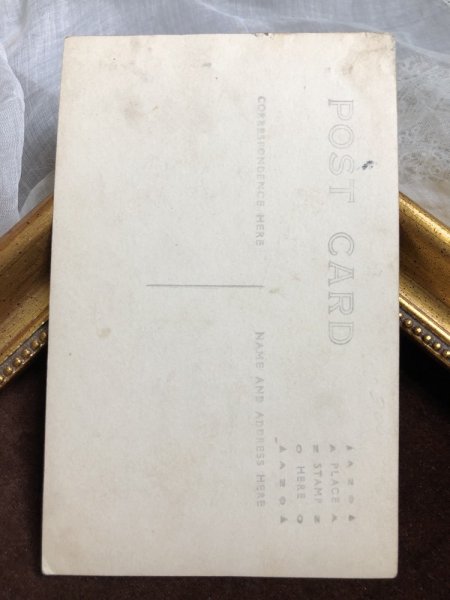 POST CARD
CORRESPONDENCE HERE
NAME AND ADDRESS HERE
▲ A Z O ▲
A PLACE A
Z STAMP Z
O HERE O
▲ A Z O ▲